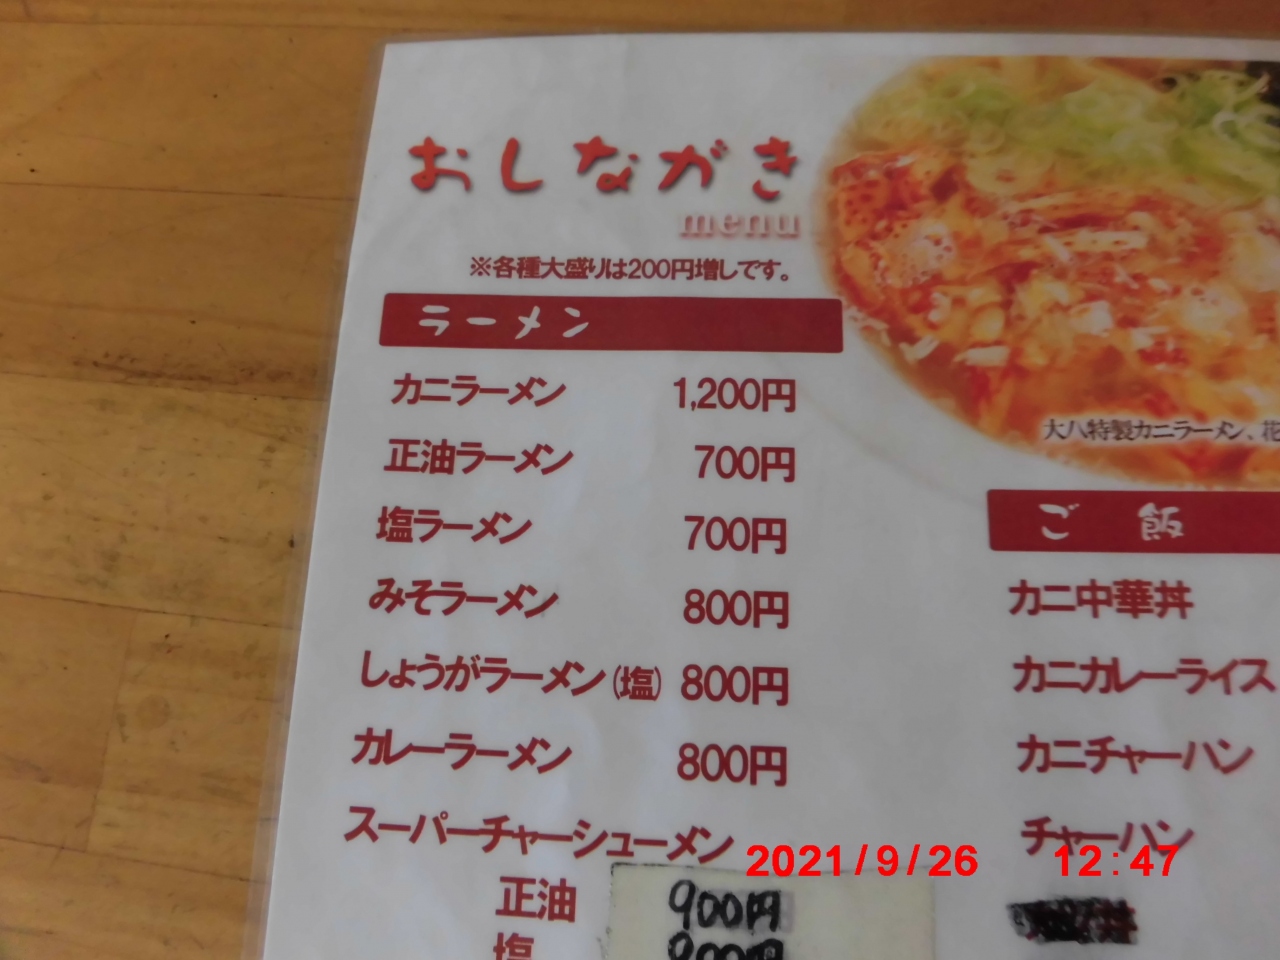 おしながき
menu
※各種大盛りは200円増しです。
ラーメン
カニラーメン 1,200円
正油ラーメン 700円
塩ラーメン 700円
みそラーメン 800円
しょうがラーメン(塩) 800円
カレーラーメン 800円
スーパーチャーシューメン
正油 900円
塩 900円
大八特製カニラーメン、花
ご飯
カニ中華丼
カニカレーライス
カニチャーハン
チャーハン
2021/9/26 12:47